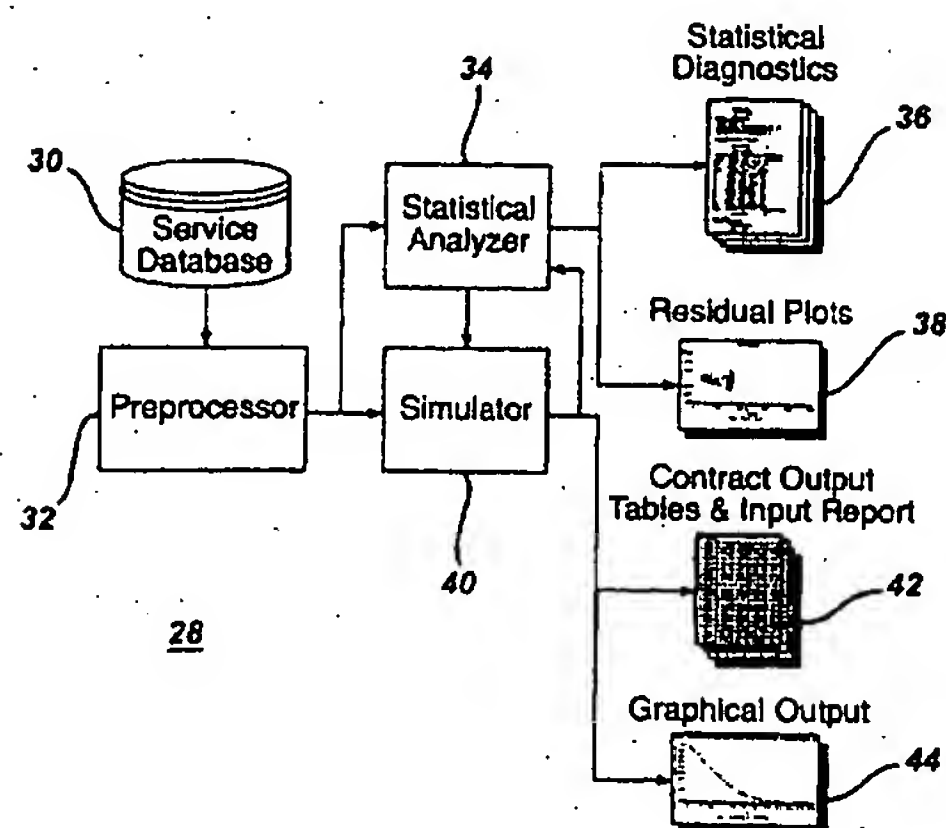 Statistical
Diagnostics
34
36
30
Service
Database
Statistical
Analyzer
Residual Plots
38
Preprocessor
Simulator
Contract Output
Tables & Input Report
32
40
42
28
Graphical Output
44